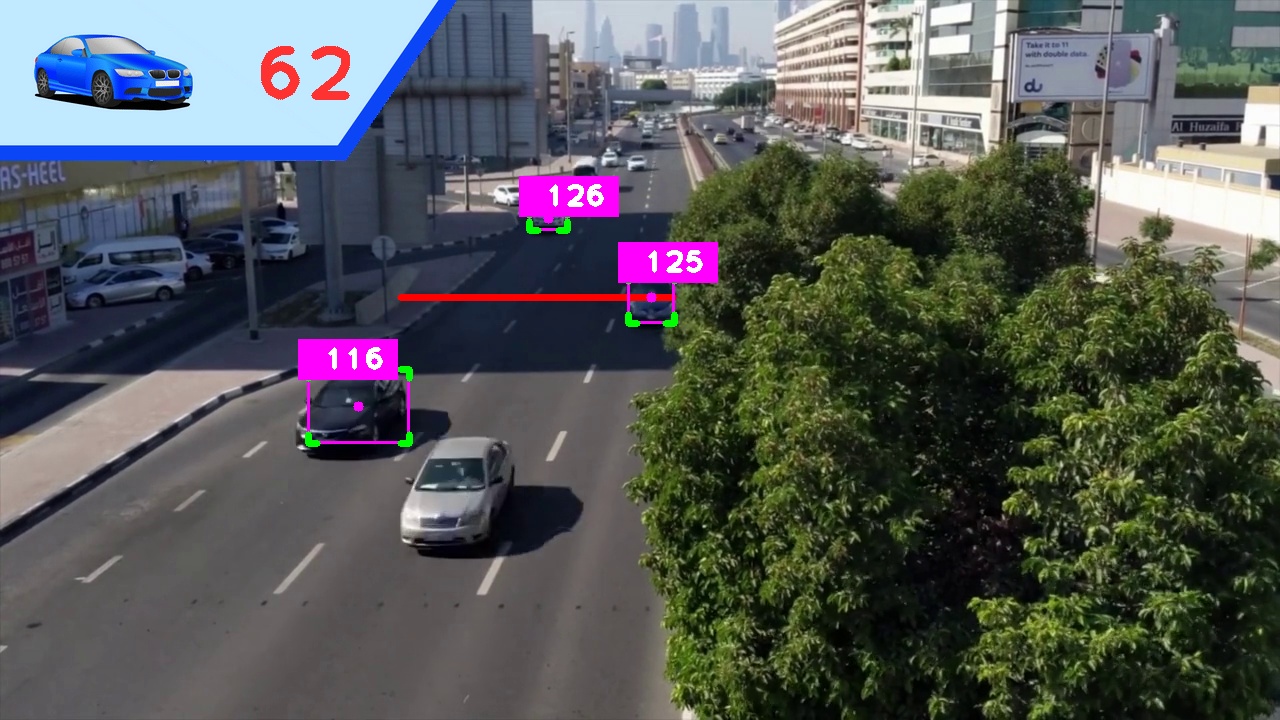 62
126
125
116
AS-HEEL
Take it to 11
with double data.
du
Al Huzaifa